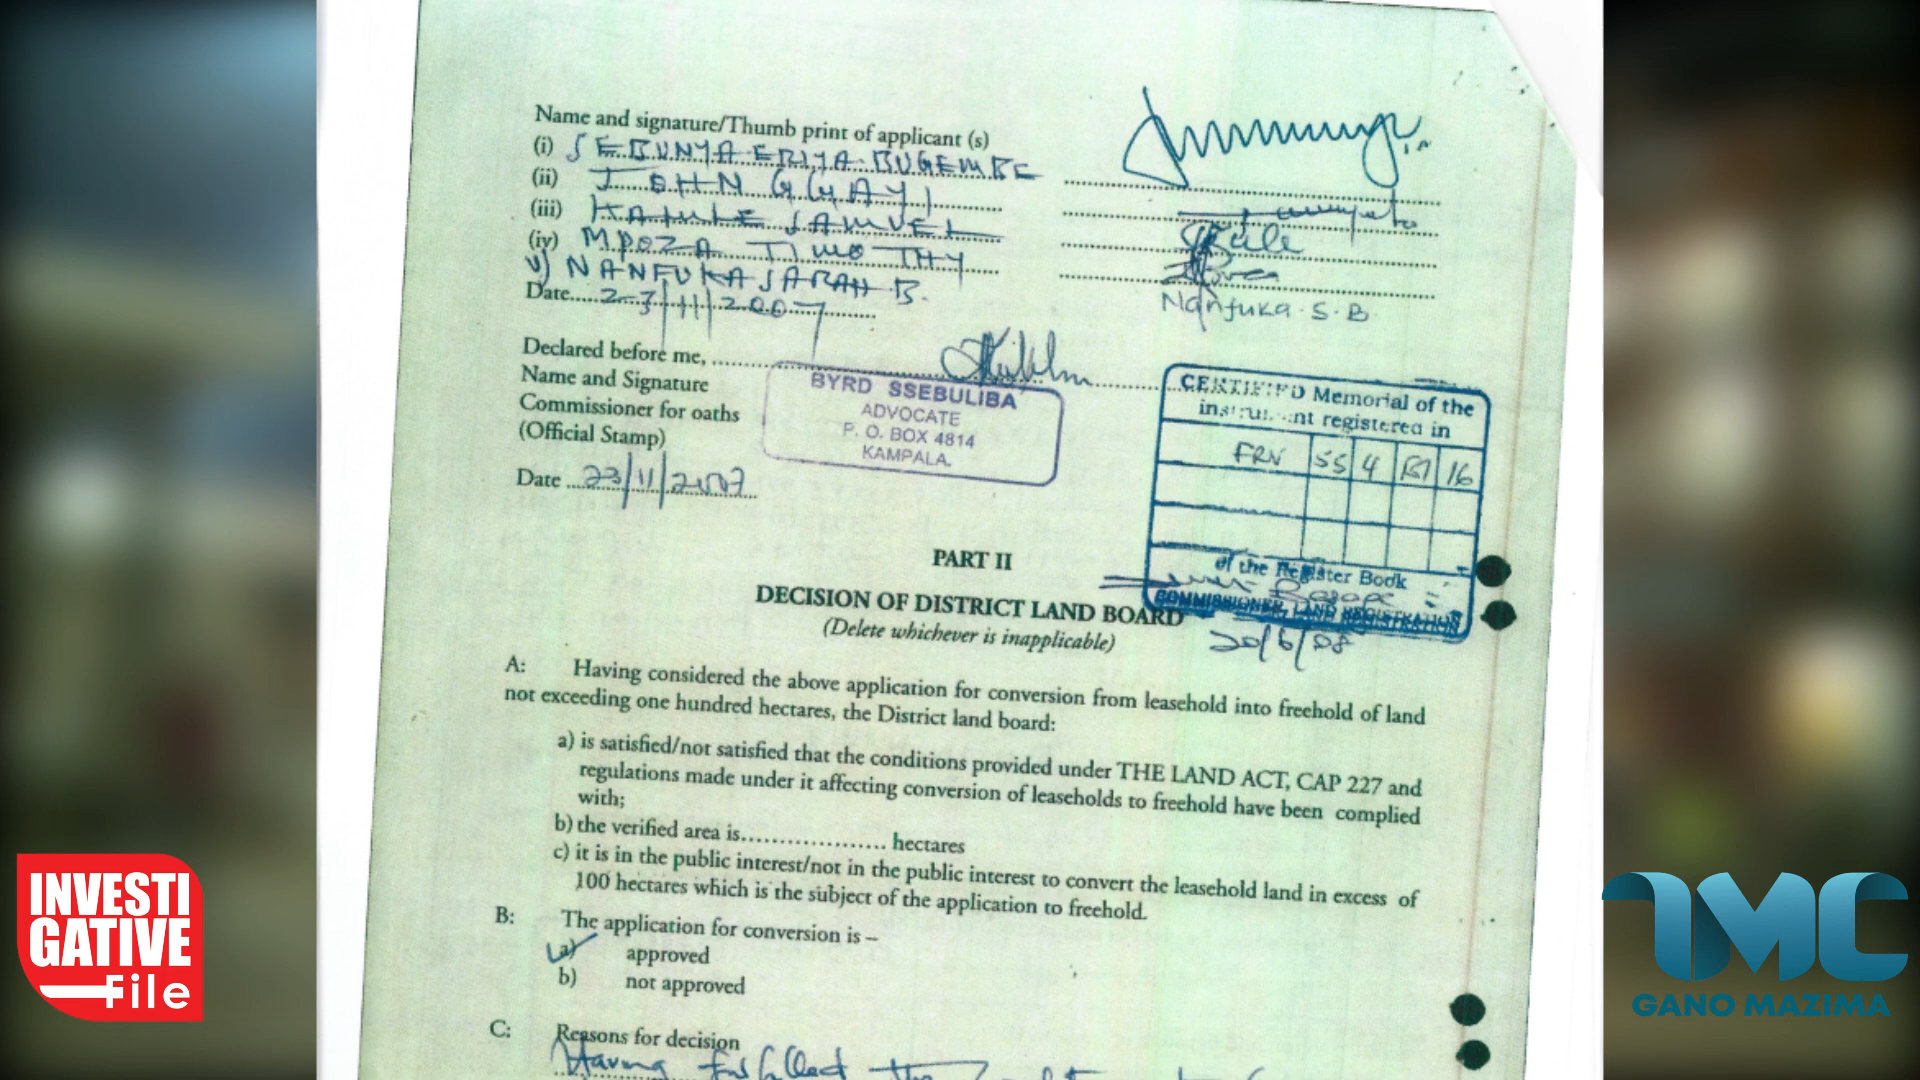 Name and signature/Thumb print of applicant (s)
(i) SEBUNYA ERIYA BUGEMBE
(ii) JOHN GGAYI
(iii) KATULE SAMUEL
(iv) MPOZA TIMOTHY
v) NANFUKA SARAH B.
Nanfuka S.B
Date 23/11/2007
Declared before me,
Name and Signature
Commissioner for oaths
(Official Stamp)
BYRD SSEBULIBA
ADVOCATE
P. O. BOX 4814
KAMPALA.
Date 23/11/2007
CERTIFIED Memorial of the
instrument registered in
FRV 554 16
of the Register Book
COMMISSIONER, LAND REGISTRATION
20/6/08
PART II
DECISION OF DISTRICT LAND BOARD
(Delete whichever is inapplicable)
A: Having considered the above application for conversion from leasehold into freehold of land
not exceeding one hundred hectares, the District land board:
a) is satisfied/not satisfied that the conditions provided under THE LAND ACT, CAP 227 and
regulations made under it affecting conversion of leaseholds to freehold have been complied
with;
b) the verified area is................... hectares
c) it is in the public interest/not in the public interest to convert the leasehold land in excess of
100 hectares which is the subject of the application to freehold.
B: The application for conversion is –
a) approved
b) not approved
C: Reasons for decision
Having fulfilled the
INVESTI
GATIVE
File
1MC
GANO MAZIMA